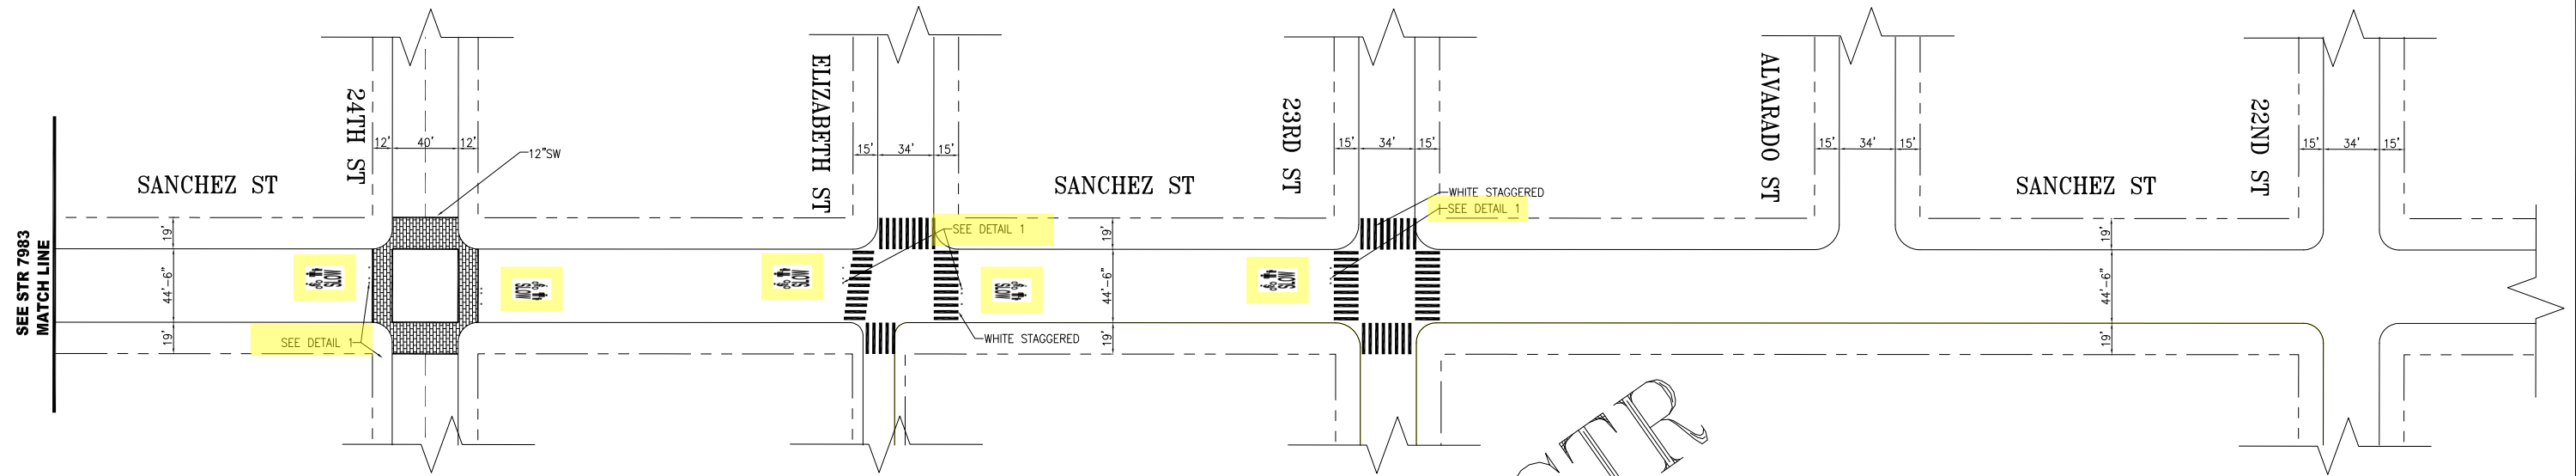 SEE STR 7983
MATCH LINE
SANCHEZ ST
19'
44'-6"
19'
24TH ST
12'
40'
12'
12"SW
SLOW
SEE DETAIL 1
SLOW
ELIZABETH ST
15'
34'
15'
SLOW
SEE DETAIL 1
SLOW
WHITE STAGGERED
SANCHEZ ST
19'
44'-6"
19'
23RD ST
15'
34'
15'
SLOW
WHITE STAGGERED
SEE DETAIL 1
ALVARADO ST
15'
34'
15'
SANCHEZ ST
19'
44'-6"
19'
22ND ST
15'
34'
15'
STR